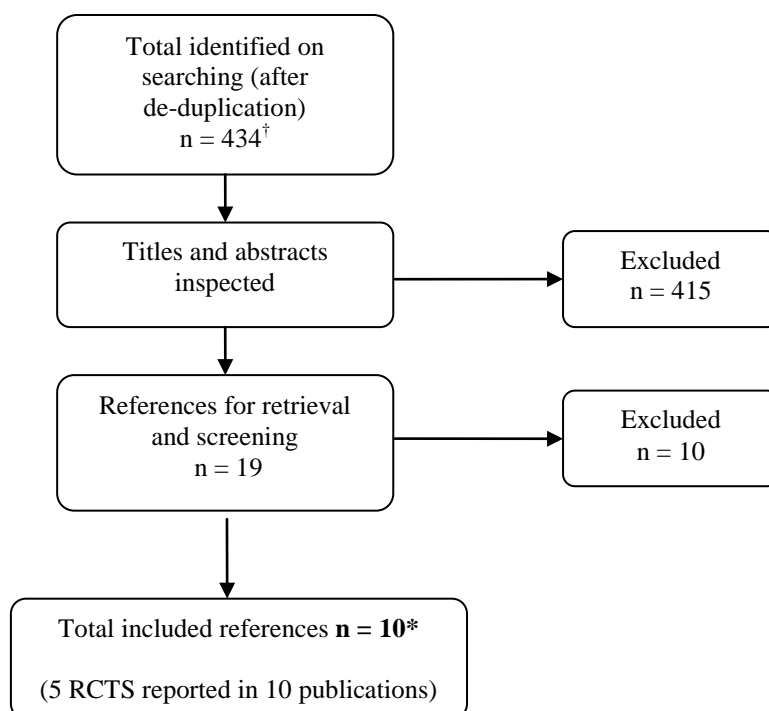 Total identified on
searching (after
de-duplication)
n = 434†
Titles and abstracts
inspected
Excluded
n = 415
References for retrieval
and screening
n = 19
Excluded
n = 10
Total included references n = 10*
(5 RCTS reported in 10 publications)